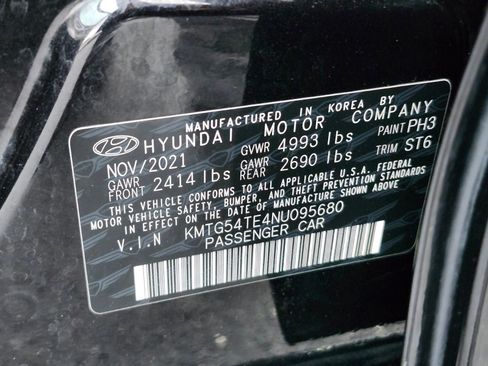 MANUFACTURED IN KOREA BY
HYUNDAI MOTOR COMPANY
NOV/2021 GVWR 4993 lbs PAINT PH3
GAWR FRONT 2414 lbs GAWR REAR 2690 lbs TRIM ST6
THIS VEHICLE CONFORMS TO ALL APPLICABLE U.S.A. FEDERAL
MOTOR VEHICLE SAFETY, BUMPER, AND THEFT PREVENTION STANDARDS
IN EFFECT ON THE DATE OF MANUFACTURE SHOWN ABOVE.
V.I.N KMTG54TE4NU095680
PASSENGER CAR